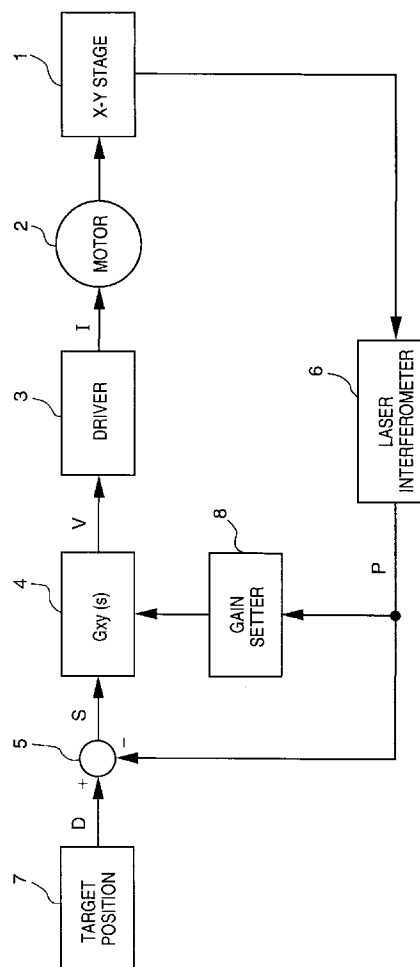 7
TARGET
POSITION
D
+
5
−
S
4
Gxy (s)
V
3
DRIVER
I
2
MOTOR
1
X-Y STAGE
8
GAIN
SETTER
P
6
LASER
INTERFEROMETER